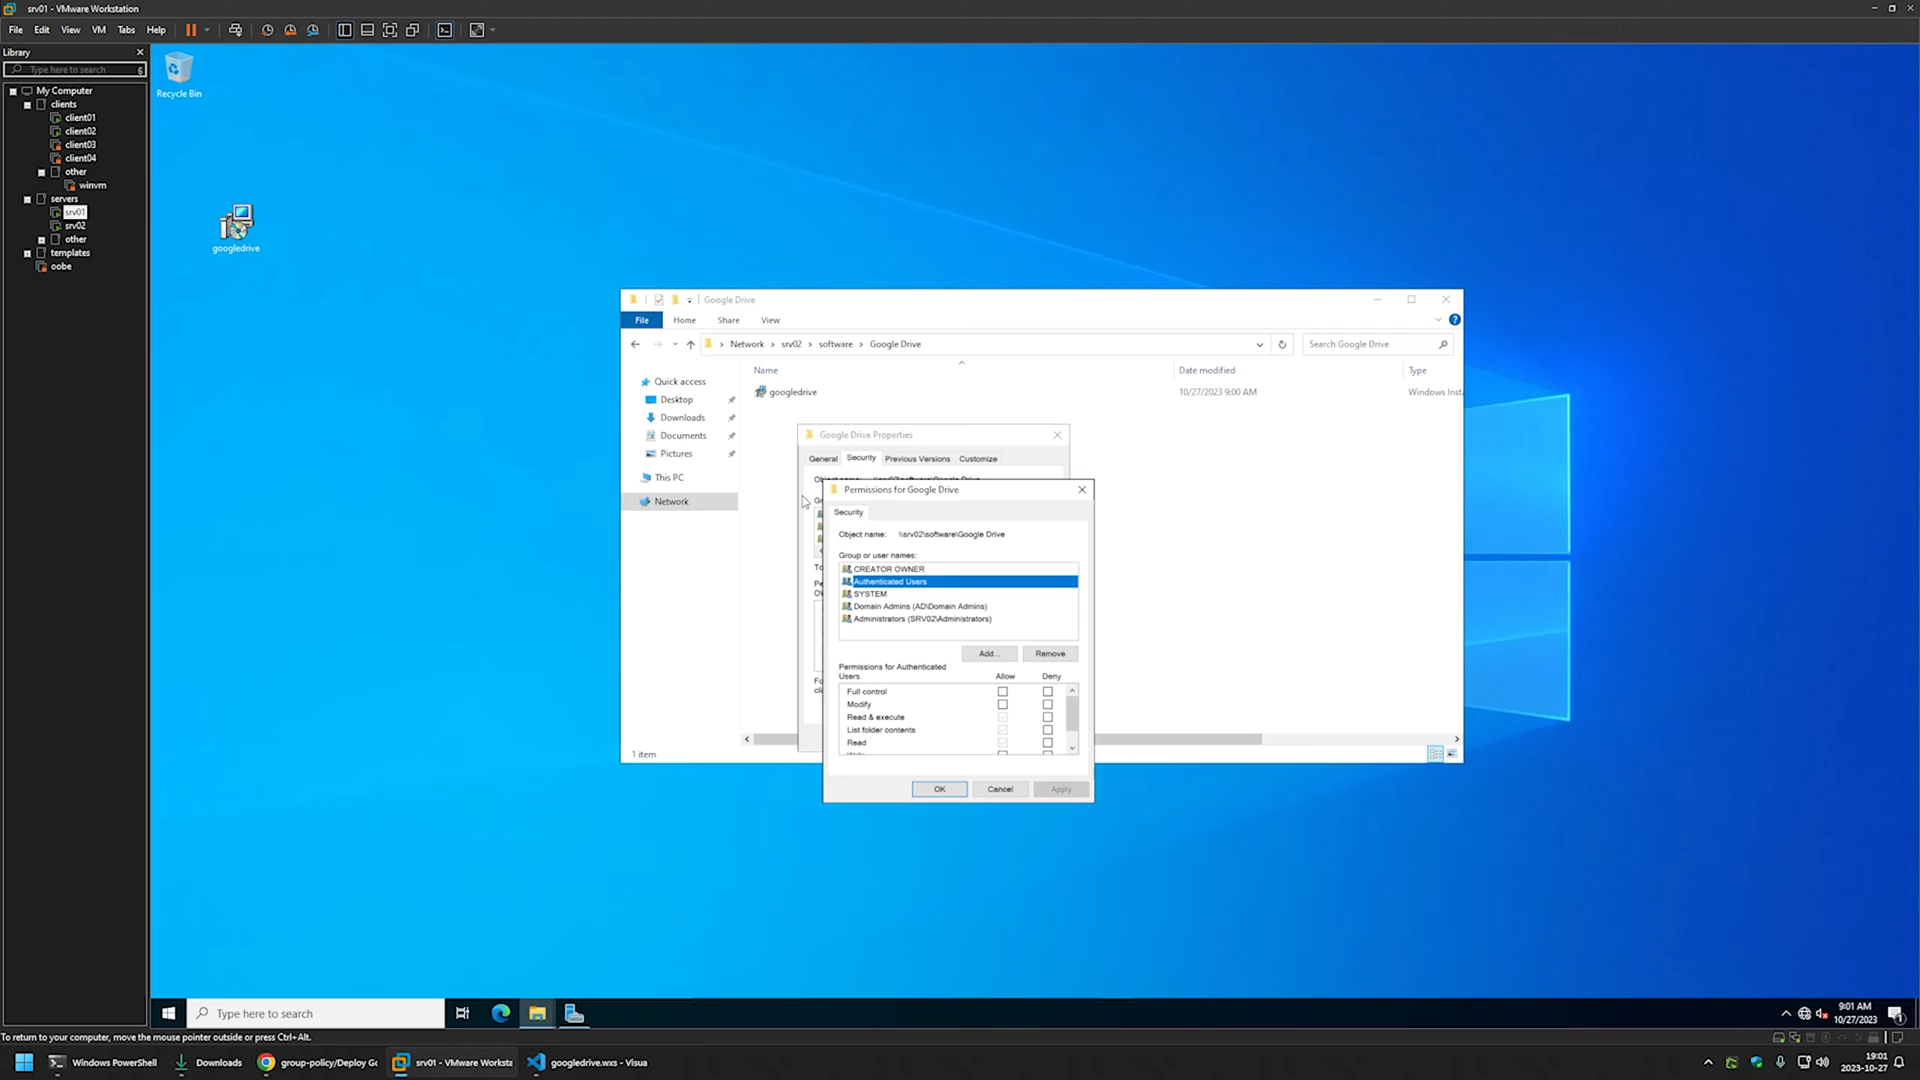 srv01 - VMware Workstation
File Edit View VM Tabs Help
Library
Type here to search
My Computer
clients
client01
client02
client03
client04
other
winvm
servers
srv01
srv02
other
templates
oobe
Recycle Bin
googledrive
Google Drive
File Home Share View
Network srv02 software Google Drive
Search Google Drive
Name Date modified Type
googledrive 10/27/2023 9:00 AM Windows Inst
Quick access
Desktop
Downloads
Documents
Pictures
This PC
Network
1 item
Google Drive Properties
General Security Previous Versions Customize
Permissions for Google Drive
Security
Object name: \\srv02\software\Google Drive
Group or user names:
CREATOR OWNER
Authenticated Users
SYSTEM
Domain Admins (AD\Domain Admins)
Administrators (SRV02\Administrators)
Add... Remove
Permissions for Authenticated
Users Allow Deny
Full control
Modify
Read & execute
List folder contents
Read
OK Cancel Apply
Type here to search
9:01 AM
10/27/2023
1
To return to your computer, move the mouse pointer outside or press Ctrl+Alt.
Windows PowerShell
Downloads
group-policy/Deploy Go
srv01 - VMware Worksta
googledrive.wxs - Visua
19:01
2023-10-27